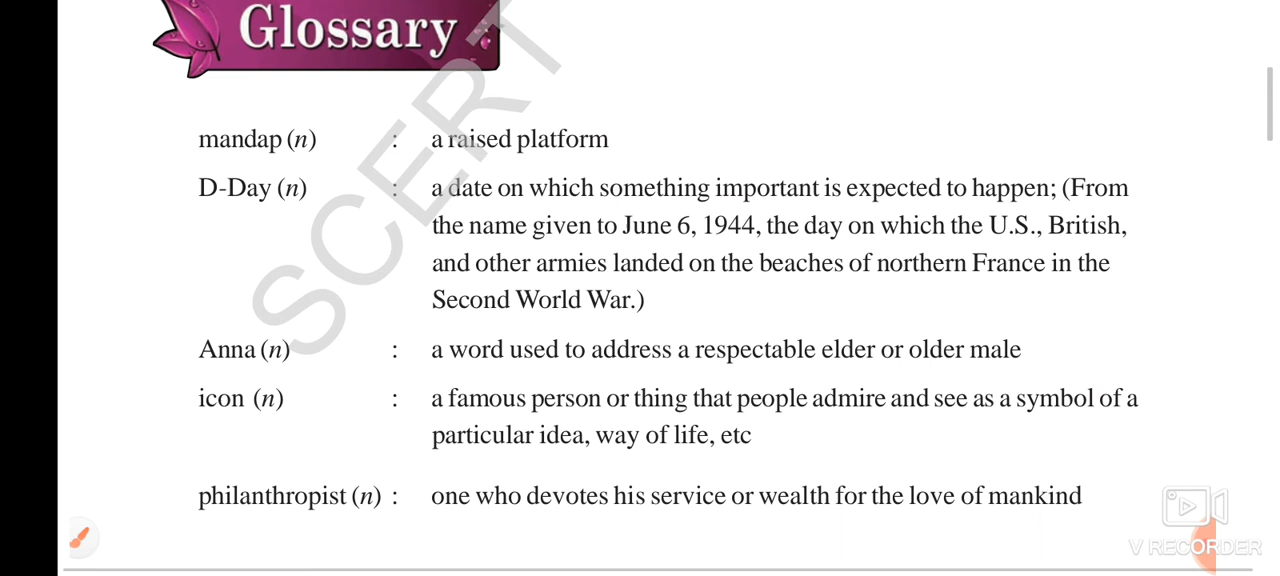 Glossary
mandap (n) : a raised platform
D-Day (n) : a date on which something important is expected to happen; (From
the name given to June 6, 1944, the day on which the U.S., British,
and other armies landed on the beaches of northern France in the
Second World War.)
Anna (n) : a word used to address a respectable elder or older male
icon (n) : a famous person or thing that people admire and see as a symbol of a
particular idea, way of life, etc
philanthropist (n) : one who devotes his service or wealth for the love of mankind
SCERT
V RECORDER